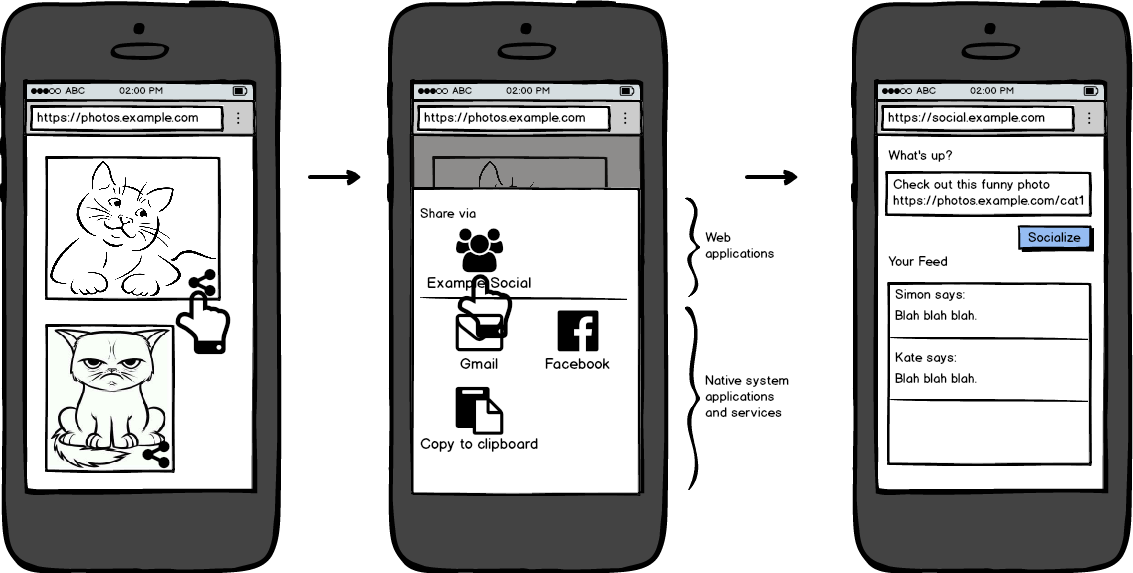 ABC 02:00 PM
https://photos.example.com
ABC 02:00 PM
https://photos.example.com
Share via
Example Social
Gmail Facebook
Copy to clipboard
Web
applications
Native system
applications
and services
ABC 02:00 PM
https://social.example.com
What's up?
Check out this funny photo
https://photos.example.com/cat1
Socialize
Your Feed
Simon says:
Blah blah blah.
Kate says:
Blah blah blah.